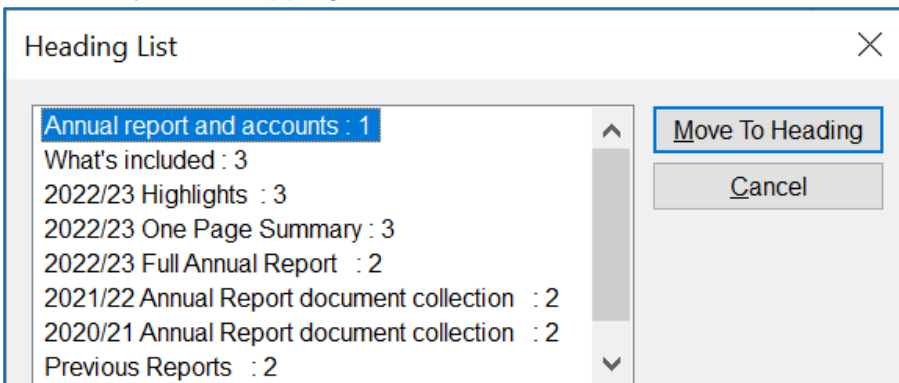 Heading List
Annual report and accounts : 1
Move To Heading
What's included : 3
Cancel
2022/23 Highlights : 3
2022/23 One Page Summary : 3
2022/23 Full Annual Report : 2
2021/22 Annual Report document collection : 2
2020/21 Annual Report document collection : 2
Previous Reports : 2